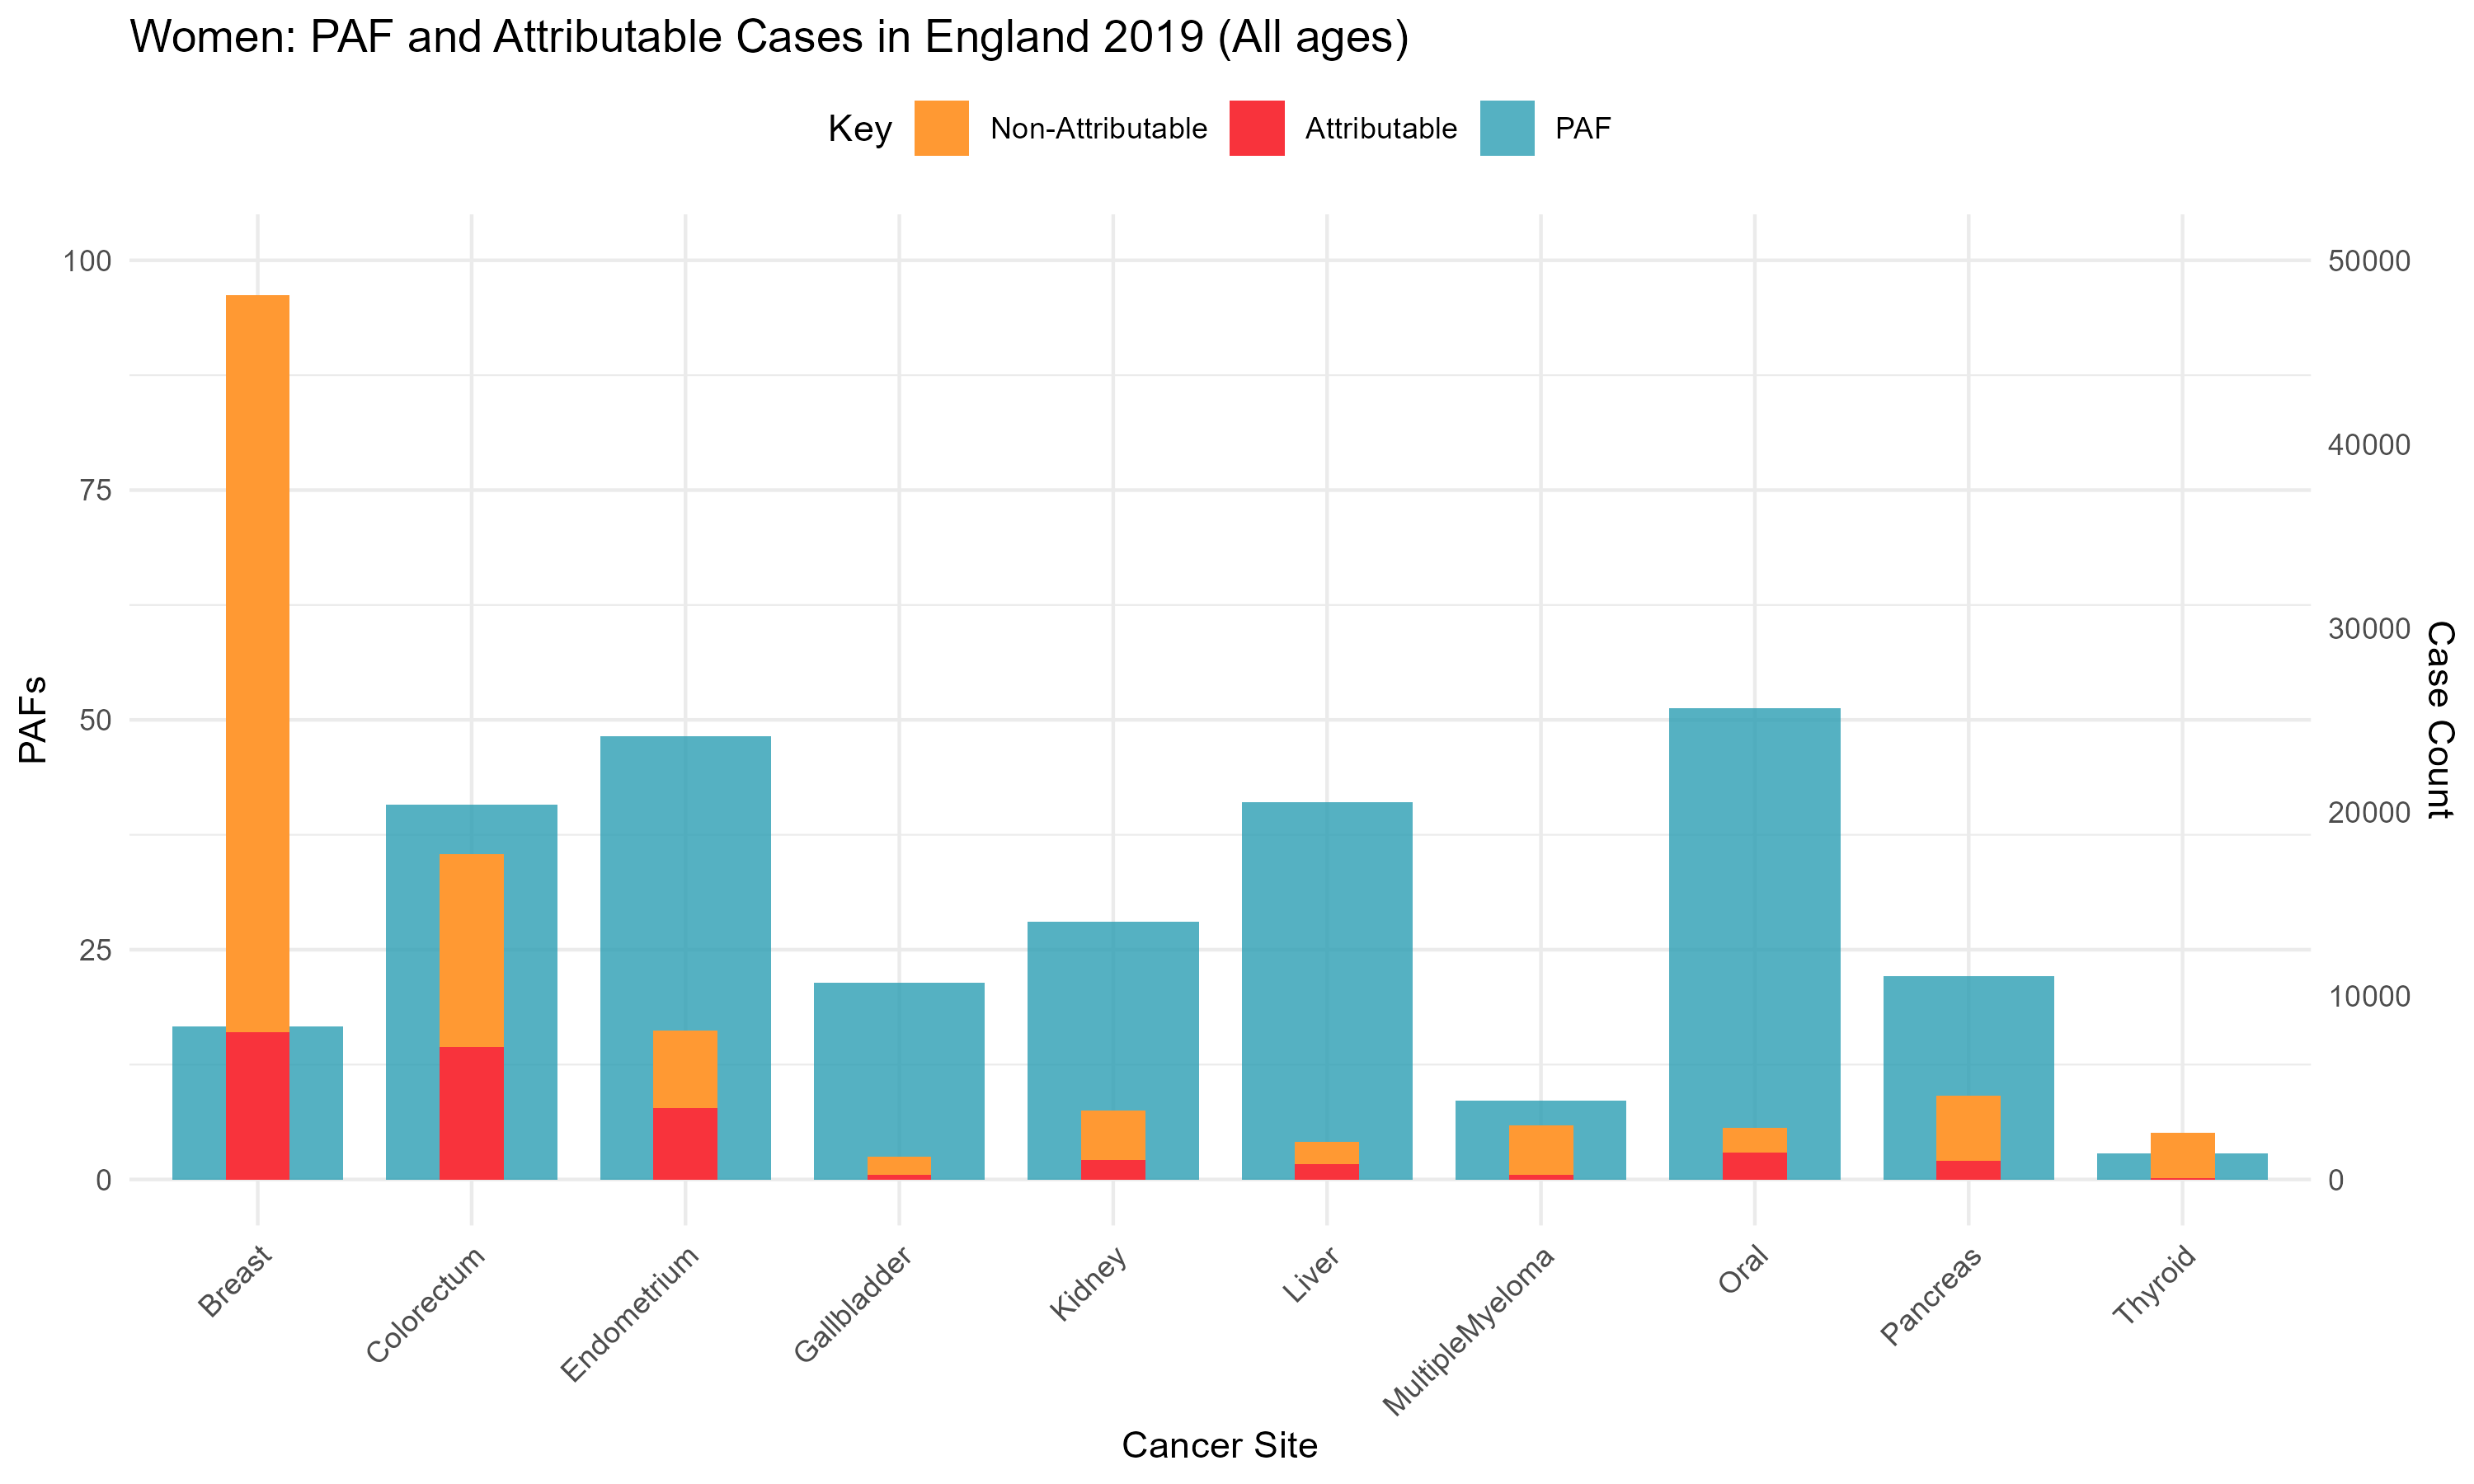 Women: PAF and Attributable Cases in England 2019 (All ages)
Key Non-Attributable Attributable PAF
100
75
50
25
0
PAFs
50000
40000
30000
20000
10000
0
Case Count
Breast
Colorectum
Endometrium
Gallbladder
Kidney
Liver
MultipleMyeloma
Oral
Pancreas
Thyroid
Cancer Site